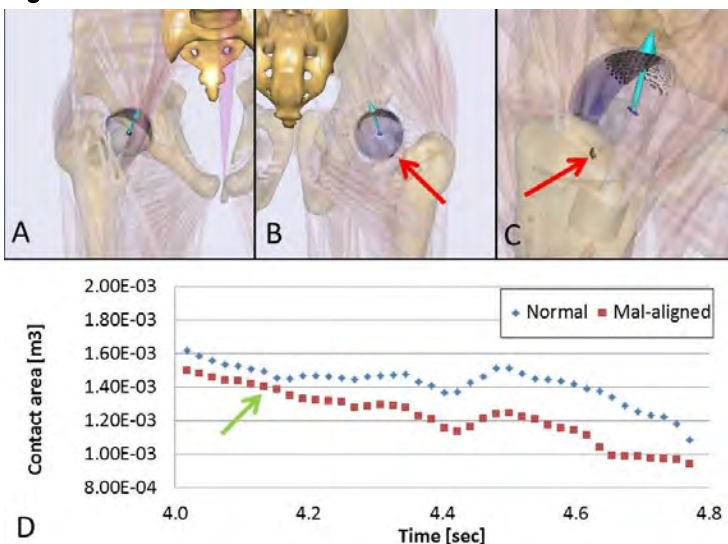 A
B
C
2.00E-03
1.80E-03
1.60E-03
1.40E-03
1.20E-03
1.00E-03
8.00E-04
Contact area [m3]
Normal
Mal-aligned
4.0
4.2
4.4
4.6
4.8
Time [sec]
D